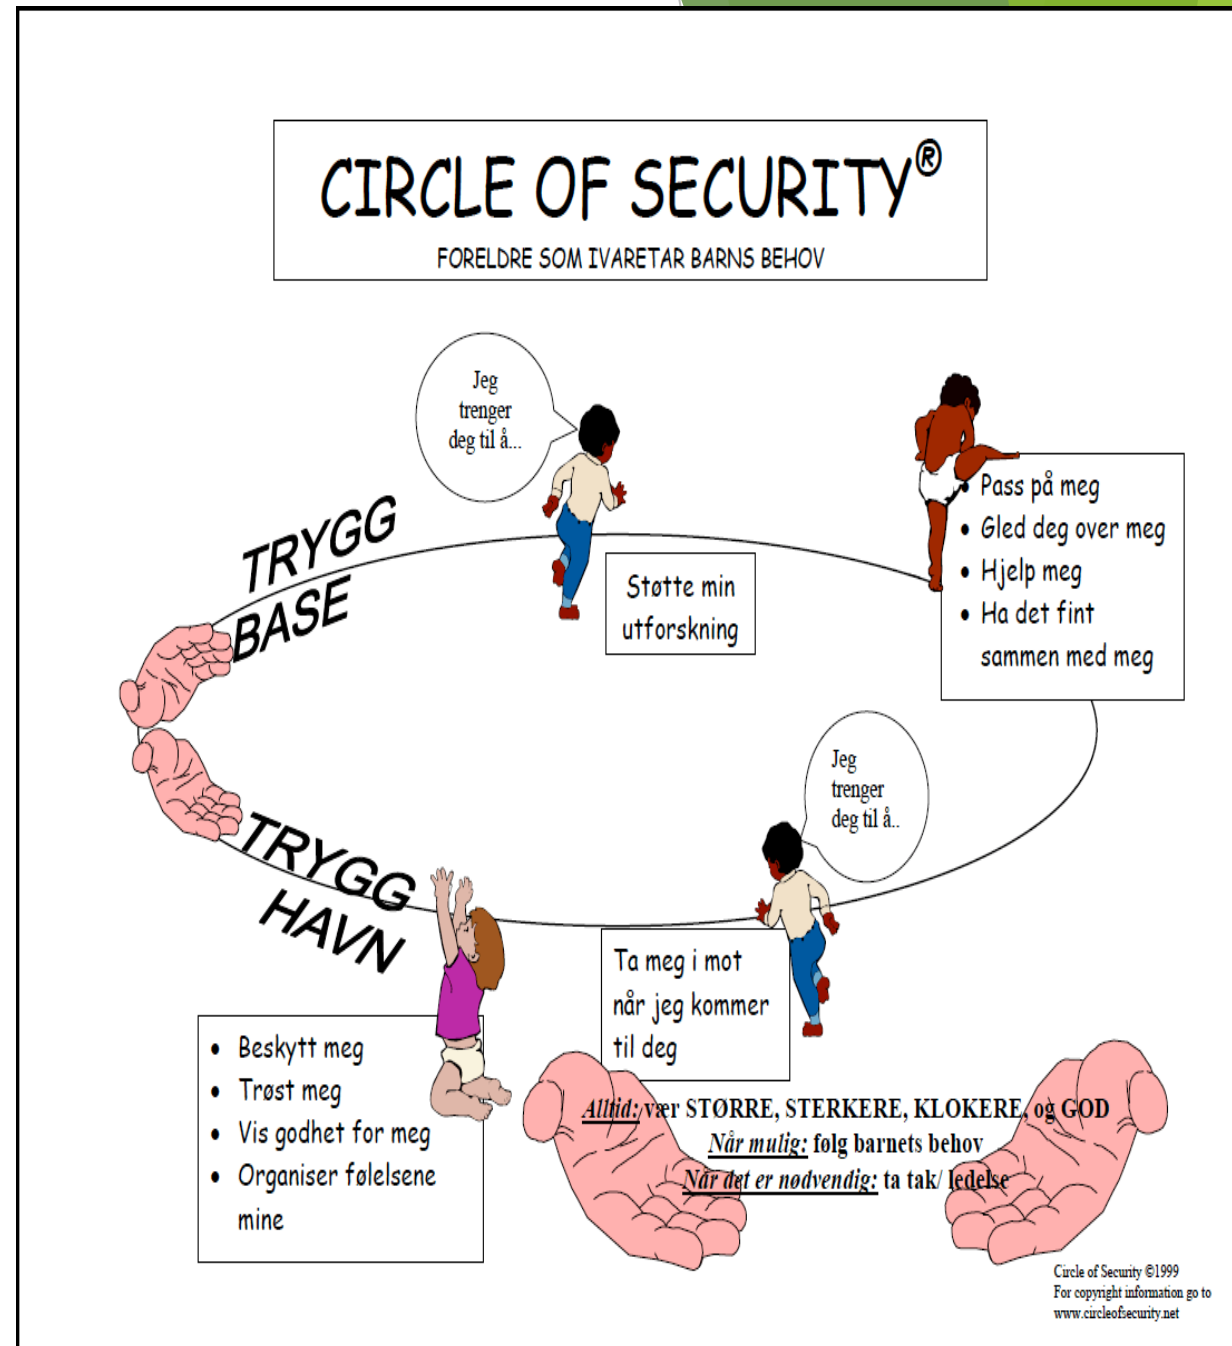 CIRCLE OF SECURITY®
FORELDRE SOM IVARETAR BARNS BEHOV
Jeg
trenger
deg til å...
TRYGG
BASE
Støtte min
utforskning
• Pass på meg
• Gled deg over meg
• Hjelp meg
• Ha det fint
sammen med meg
Jeg
trenger
deg til å..
TRYGG
HAVN
Ta meg i mot
når jeg kommer
til deg
• Beskytt meg
• Trøst meg
• Vis godhet for meg
• Organiser følelsene
mine
Alltid: vær STØRRE, STERKERE, KLOKERE, og GOD
Når mulig: følg barnets behov
Når det er nødvendig: ta tak/ ledelse
Circle of Security ©1999
For copyright information go to
www.circleofsecurity.net